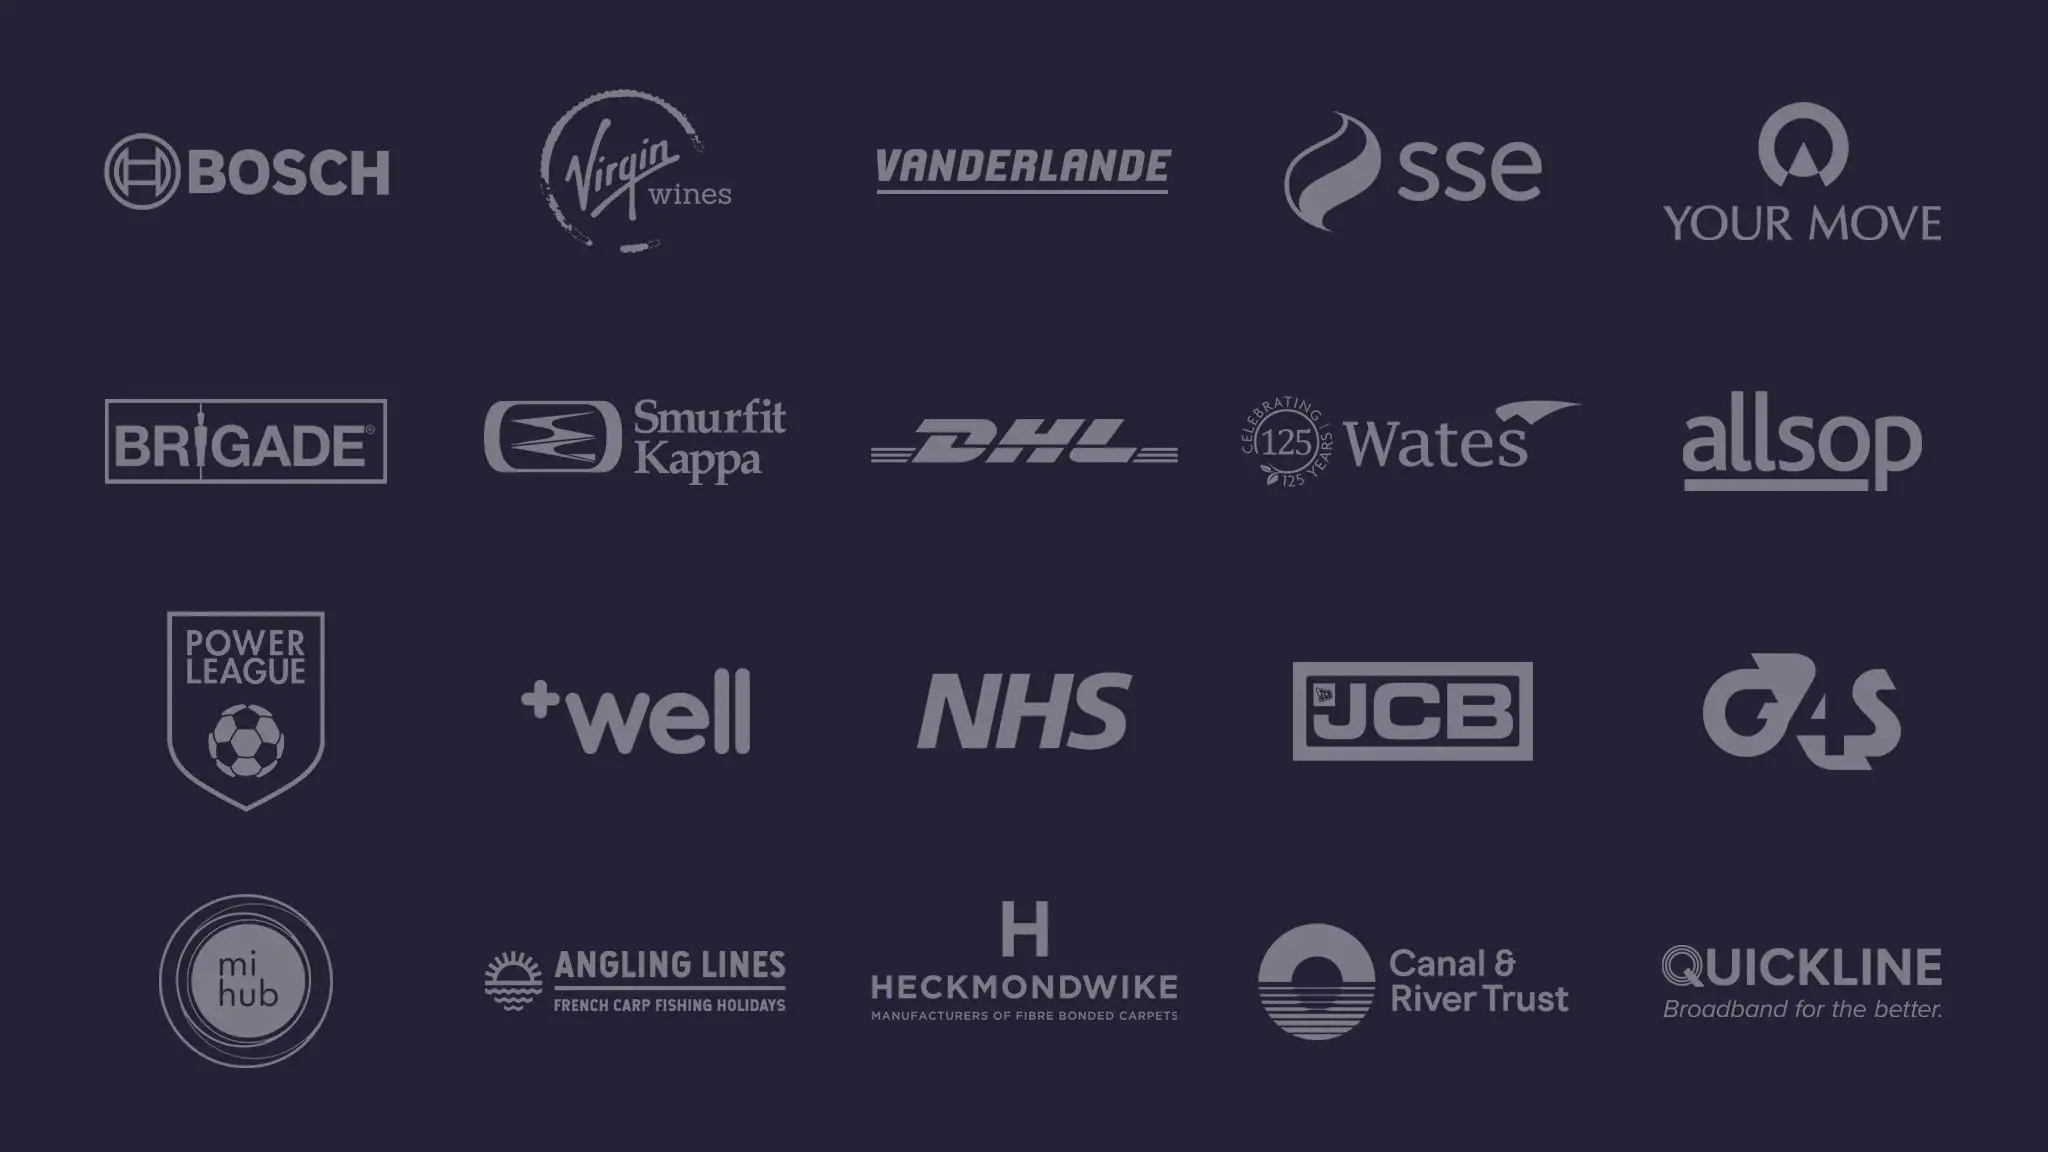 BOSCH
Virgin
wines
VANDERLANDE
sse
YOUR MOVE
BRIGADE®
Smurfit
Kappa
DHL
CELEBRATING
125
125 YEARS
Wates
allsop
POWER
LEAGUE
+well
NHS
JCB
JCB
G4S
mi
hub
ANGLING LINES
FRENCH CARP FISHING HOLIDAYS
H
HECKMONDWIKE
MANUFACTURERS OF FIBRE BONDED CARPETS
Canal &
River Trust
QUICKLINE
Broadband for the better.